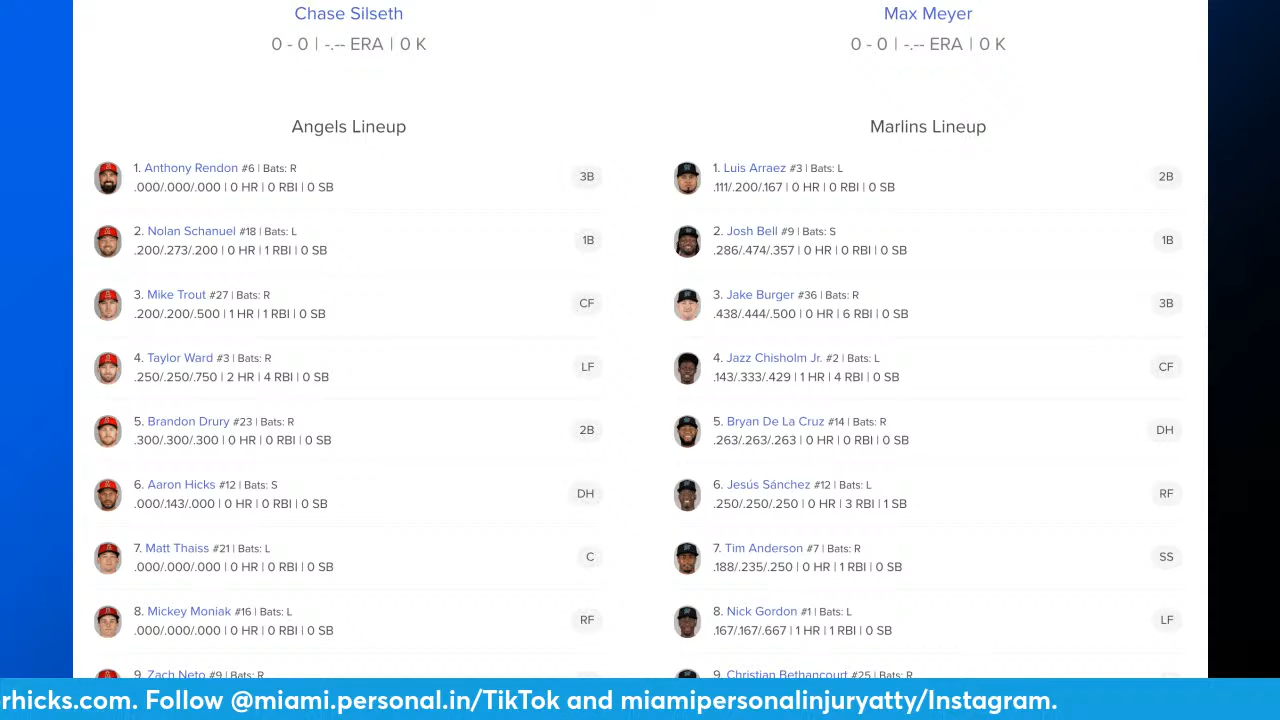 Chase Silseth
0 - 0 | -.-- ERA | 0 K
Max Meyer
0 - 0 | -.-- ERA | 0 K
Angels Lineup
1. Anthony Rendon #6 | Bats: R
3B
.000/.000/.000 | 0 HR | 0 RBI | 0 SB
2. Nolan Schanuel #18 | Bats: L
1B
.200/.273/.200 | 0 HR | 1 RBI | 0 SB
3. Mike Trout #27 | Bats: R
CF
.200/.200/.500 | 1 HR | 1 RBI | 0 SB
4. Taylor Ward #3 | Bats: R
LF
.250/.250/.750 | 2 HR | 4 RBI | 0 SB
5. Brandon Drury #23 | Bats: R
2B
.300/.300/.300 | 0 HR | 0 RBI | 0 SB
6. Aaron Hicks #12 | Bats: S
DH
.000/.143/.000 | 0 HR | 0 RBI | 0 SB
7. Matt Thaiss #21 | Bats: L
C
.000/.000/.000 | 0 HR | 0 RBI | 0 SB
8. Mickey Moniak #16 | Bats: L
RF
.000/.000/.000 | 0 HR | 0 RBI | 0 SB
9. Zach Neto #9 | Bats: R
Marlins Lineup
1. Luis Arraez #3 | Bats: L
2B
.111/.200/.167 | 0 HR | 0 RBI | 0 SB
2. Josh Bell #9 | Bats: S
1B
.286/.474/.357 | 0 HR | 0 RBI | 0 SB
3. Jake Burger #36 | Bats: R
3B
.438/.444/.500 | 0 HR | 6 RBI | 0 SB
4. Jazz Chisholm Jr. #2 | Bats: L
CF
.143/.333/.429 | 1 HR | 4 RBI | 0 SB
5. Bryan De La Cruz #14 | Bats: R
DH
.263/.263/.263 | 0 HR | 0 RBI | 0 SB
6. Jesús Sánchez #12 | Bats: L
RF
.250/.250/.250 | 0 HR | 3 RBI | 1 SB
7. Tim Anderson #7 | Bats: R
SS
.188/.235/.250 | 0 HR | 1 RBI | 0 SB
8. Nick Gordon #1 | Bats: L
LF
.167/.167/.667 | 1 HR | 1 RBI | 0 SB
9. Christian Bethancourt #25 | Bats: R
rhicks.com. Follow @miami.personal.in/TikTok and miamipersonalinjuryatty/Instagram.